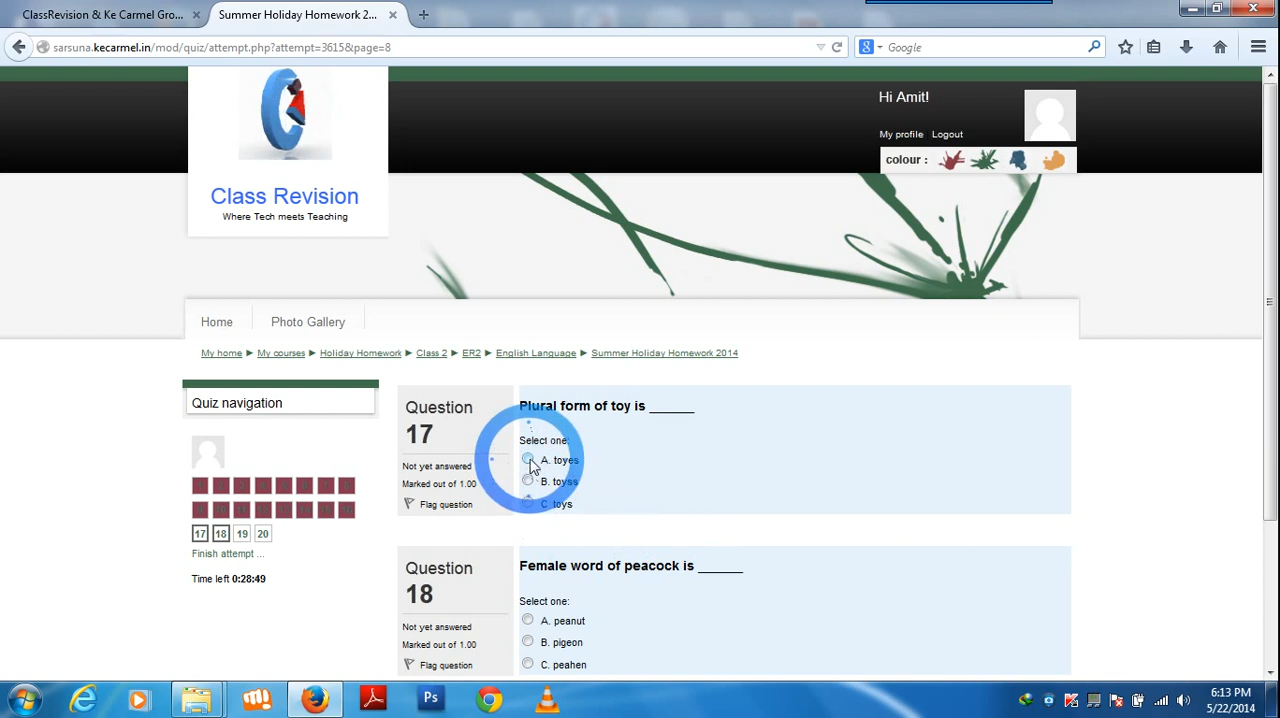 ClassRevision & Ke Carmel Gro...
Summer Holiday Homework 2...
sarsuna.kecarmel.in/mod/quiz/attempt.php?attempt=3615&page=8
Google
Hi Amit!
My profile Logout
colour :
Class Revision
Where Tech meets Teaching
Home Photo Gallery
My home ► My courses ► Holiday Homework ► Class 2 ► ER2 ► English Language ► Summer Holiday Homework 2014
Quiz navigation
17 18 19 20
Finish attempt ...
Time left 0:28:49
Question
17
Not yet answered
Marked out of 1.00
Flag question
Plural form of toy is ______
Select one:
A. toyes
B. toyss
C. toys
Question
18
Not yet answered
Marked out of 1.00
Flag question
Female word of peacock is ______
Select one:
A. peanut
B. pigeon
C. peahen
Ps
6:13 PM
5/22/2014